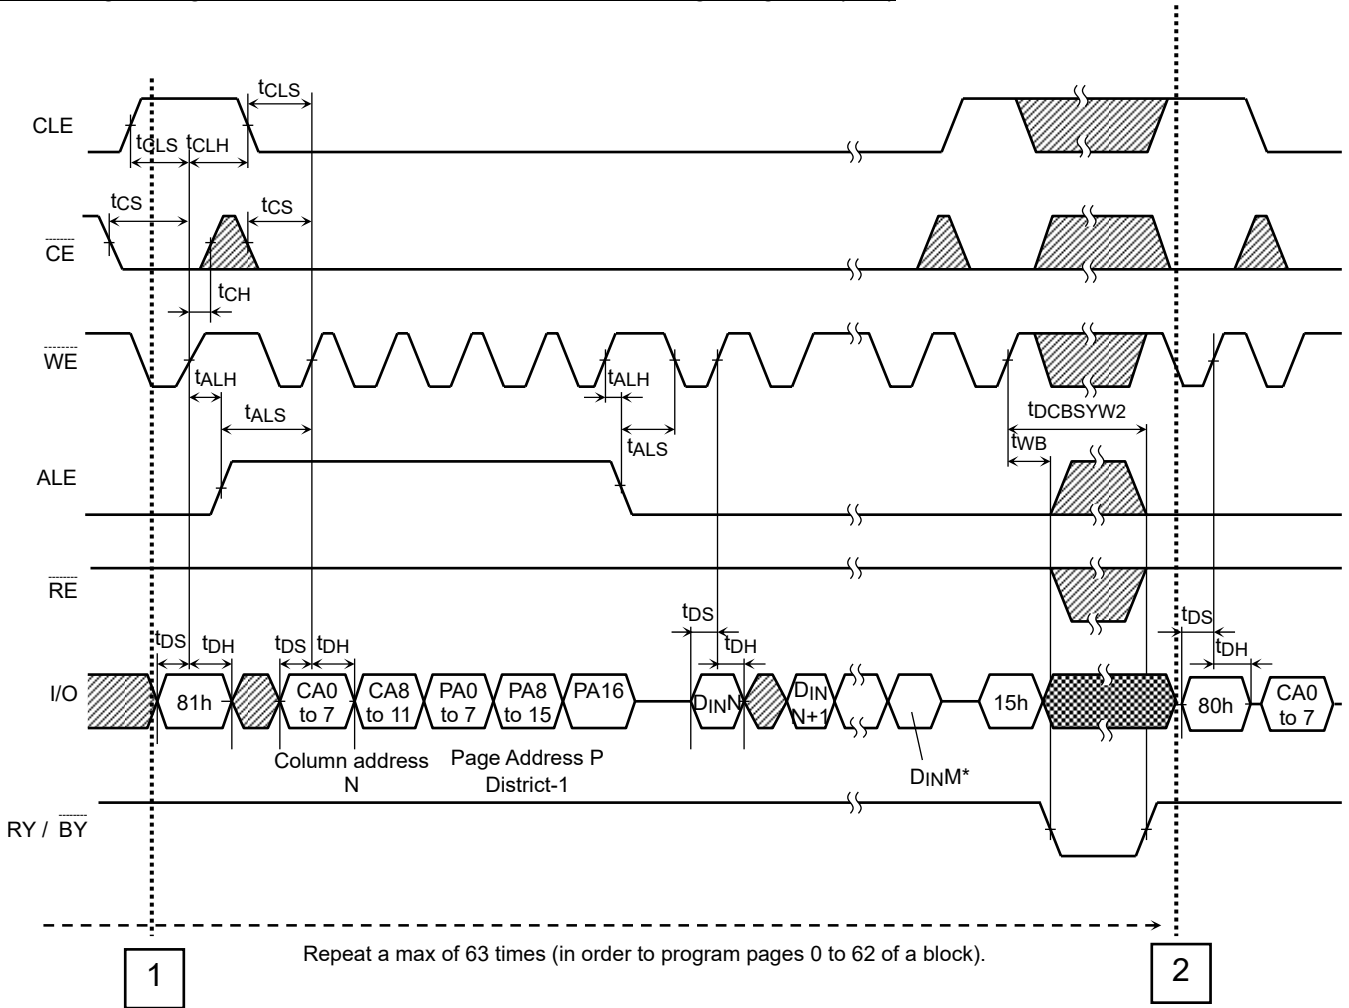 tCLS
CLE
tCLS tCLH
tCS tCS
CE
tCH
WE
tALH tALH
tALS tDCBSYW2
tALS tWB
ALE
RE
tDS tDH tDS tDH tDS tDH tDS tDH
I/O 81h CA0 to 7 CA8 to 11 PA0 to 7 PA8 to 15 PA16 DINN DIN N+1 15h 80h CA0 to 7
Column address N
Page Address P
District-1
DINM*
RY / BY
Repeat a max of 63 times (in order to program pages 0 to 62 of a block).
1
2